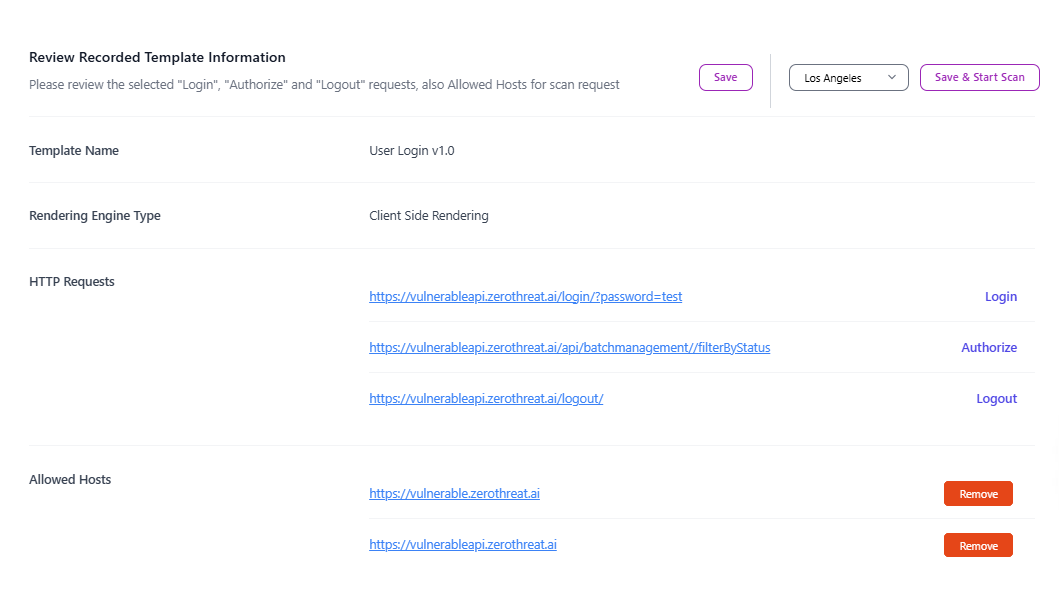 Review Recorded Template Information
Please review the selected "Login", "Authorize" and "Logout" requests, also Allowed Hosts for scan request
Save
Los Angeles
Save & Start Scan
Template Name
User Login v1.0
Rendering Engine Type
Client Side Rendering
HTTP Requests
https://vulnerableapi.zerothreat.ai/login/?password=test
Login
https://vulnerableapi.zerothreat.ai/api/batchmanagement//filterByStatus
Authorize
https://vulnerableapi.zerothreat.ai/logout/
Logout
Allowed Hosts
https://vulnerable.zerothreat.ai
Remove
https://vulnerableapi.zerothreat.ai
Remove